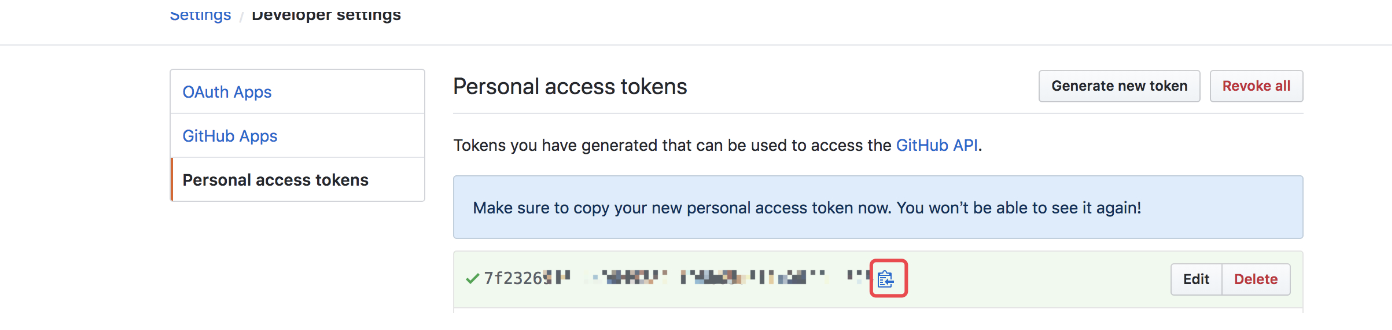 Settings / Developer settings
OAuth Apps
GitHub Apps
Personal access tokens
Personal access tokens
Generate new token
Revoke all
Tokens you have generated that can be used to access the GitHub API.
Make sure to copy your new personal access token now. You won’t be able to see it again!
Edit
Delete